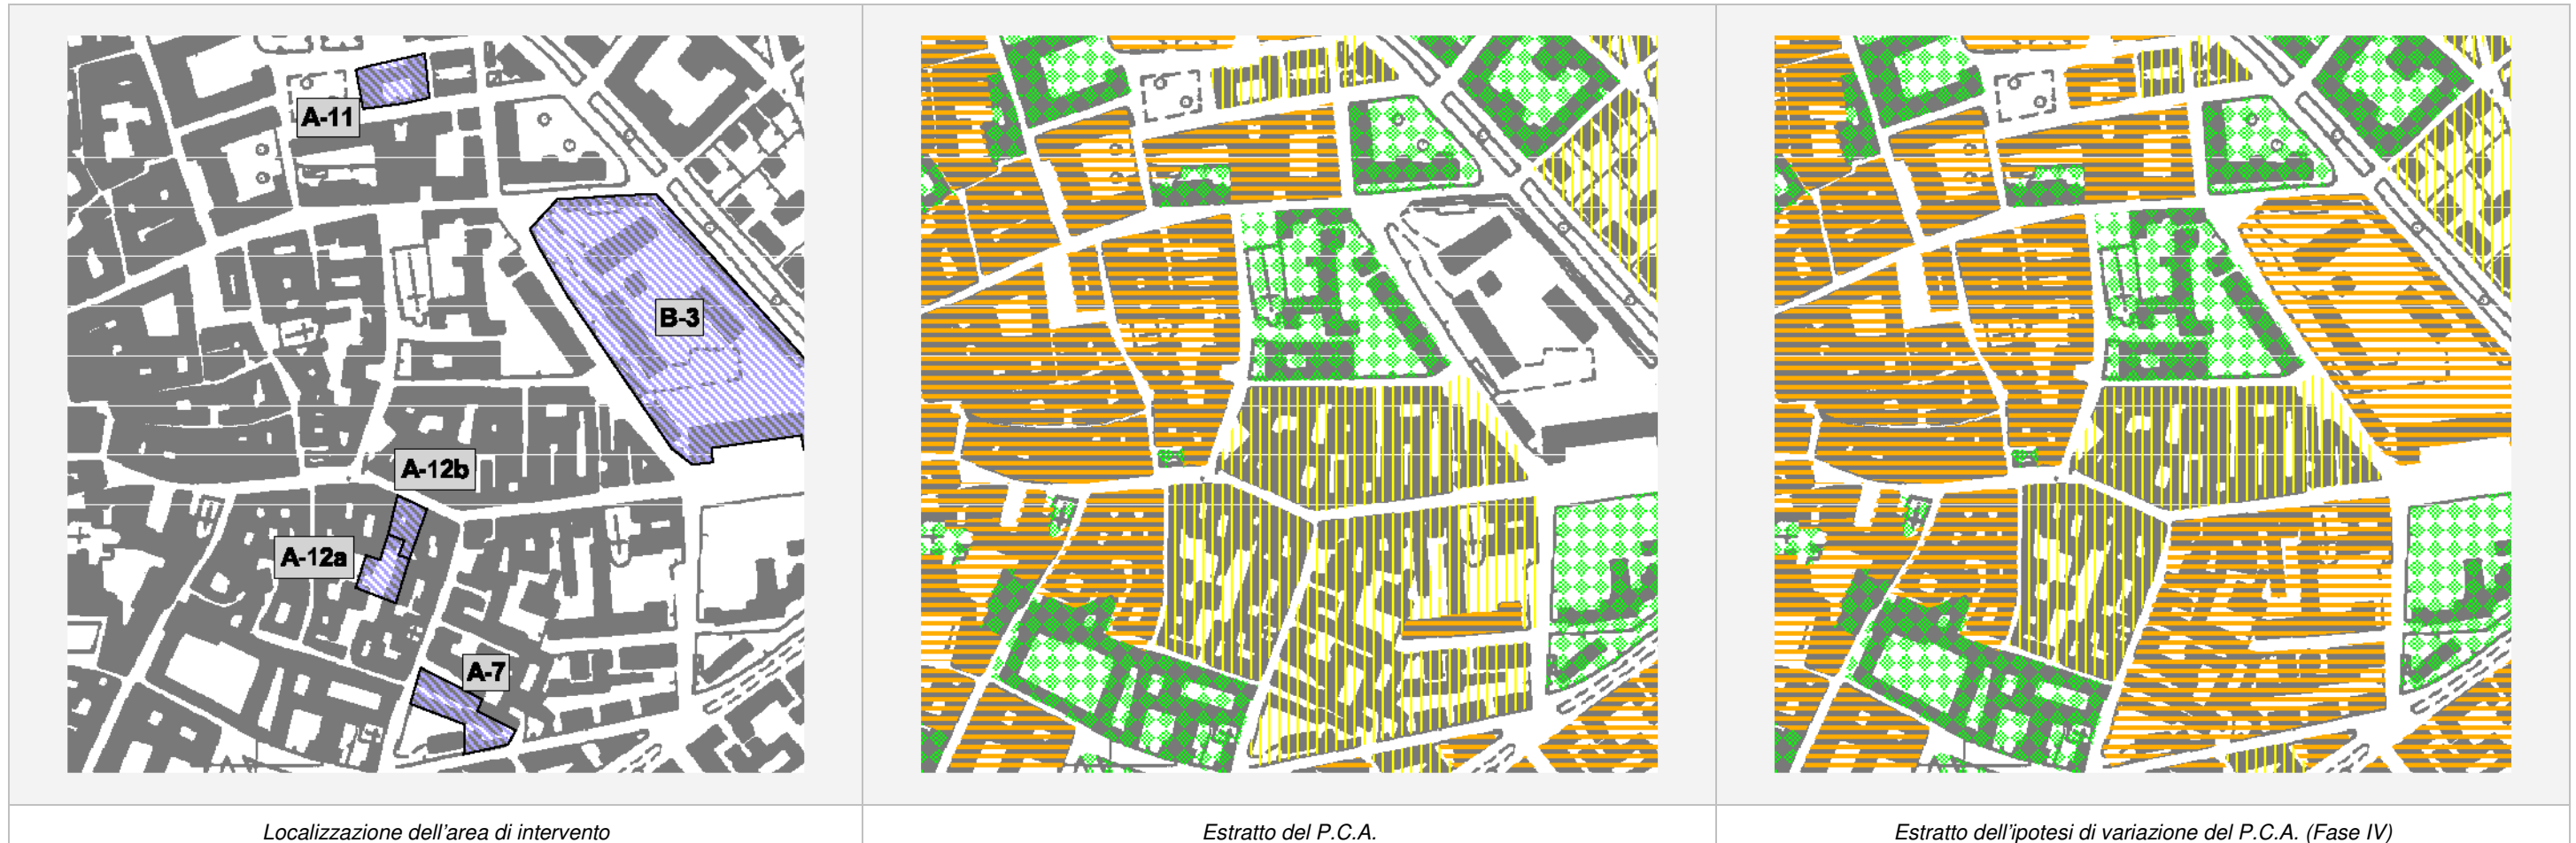 A-11
B-3
A-12b
A-12a
A-7
Localizzazione dell'area di intervento
Estratto del P.C.A.
Estratto dell'ipotesi di variazione del P.C.A. (Fase IV)